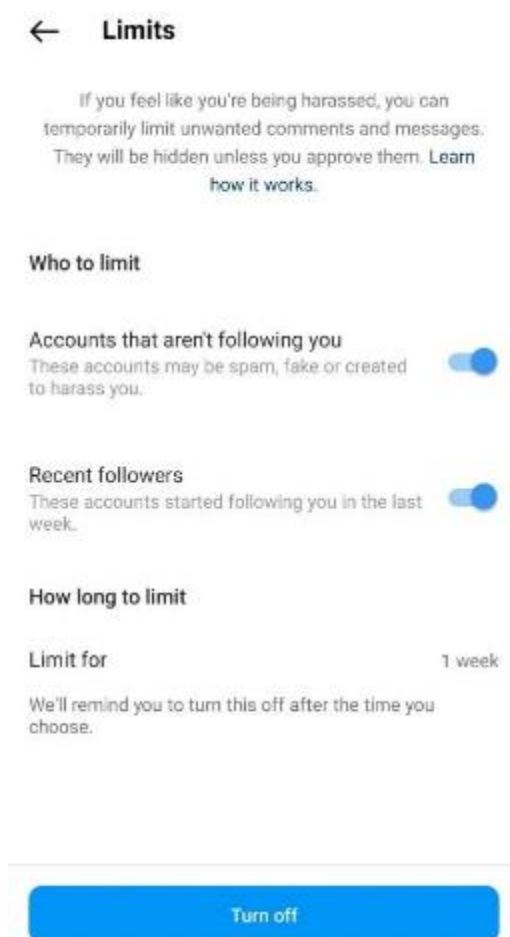 Limits
If you feel like you're being harassed, you can
temporarily limit unwanted comments and messages.
They will be hidden unless you approve them. Learn
how it works.
Who to limit
Accounts that aren't following you
These accounts may be spam, fake or created
to harass you.
Recent followers
These accounts started following you in the last
week.
How long to limit
Limit for 1 week
We'll remind you to turn this off after the time you
choose.
Turn off